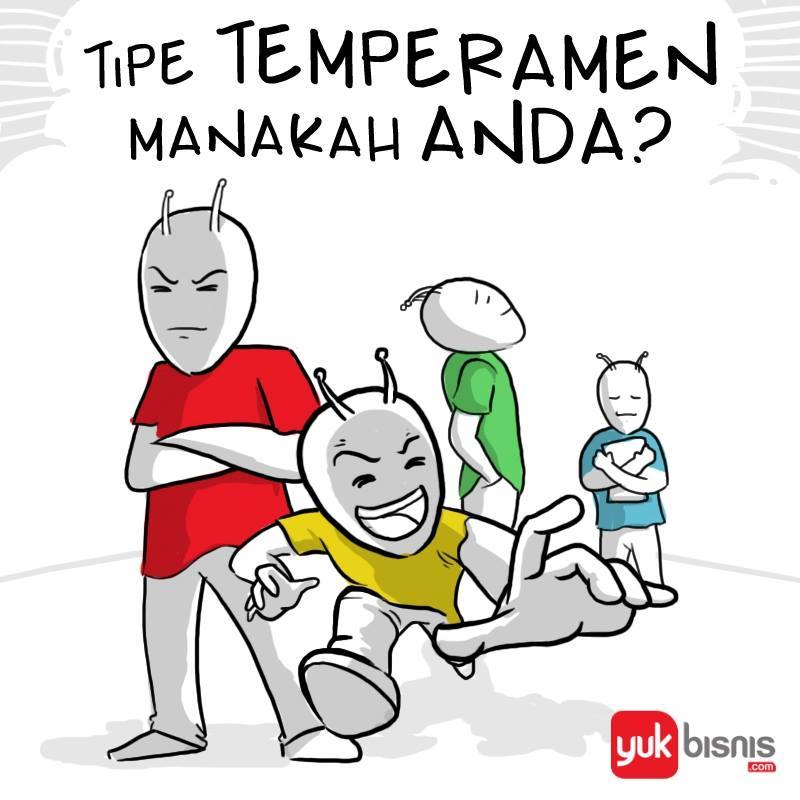 TIPE TEMPERAMEN
MANAKAH ANDA?
yuk bisnis
.com